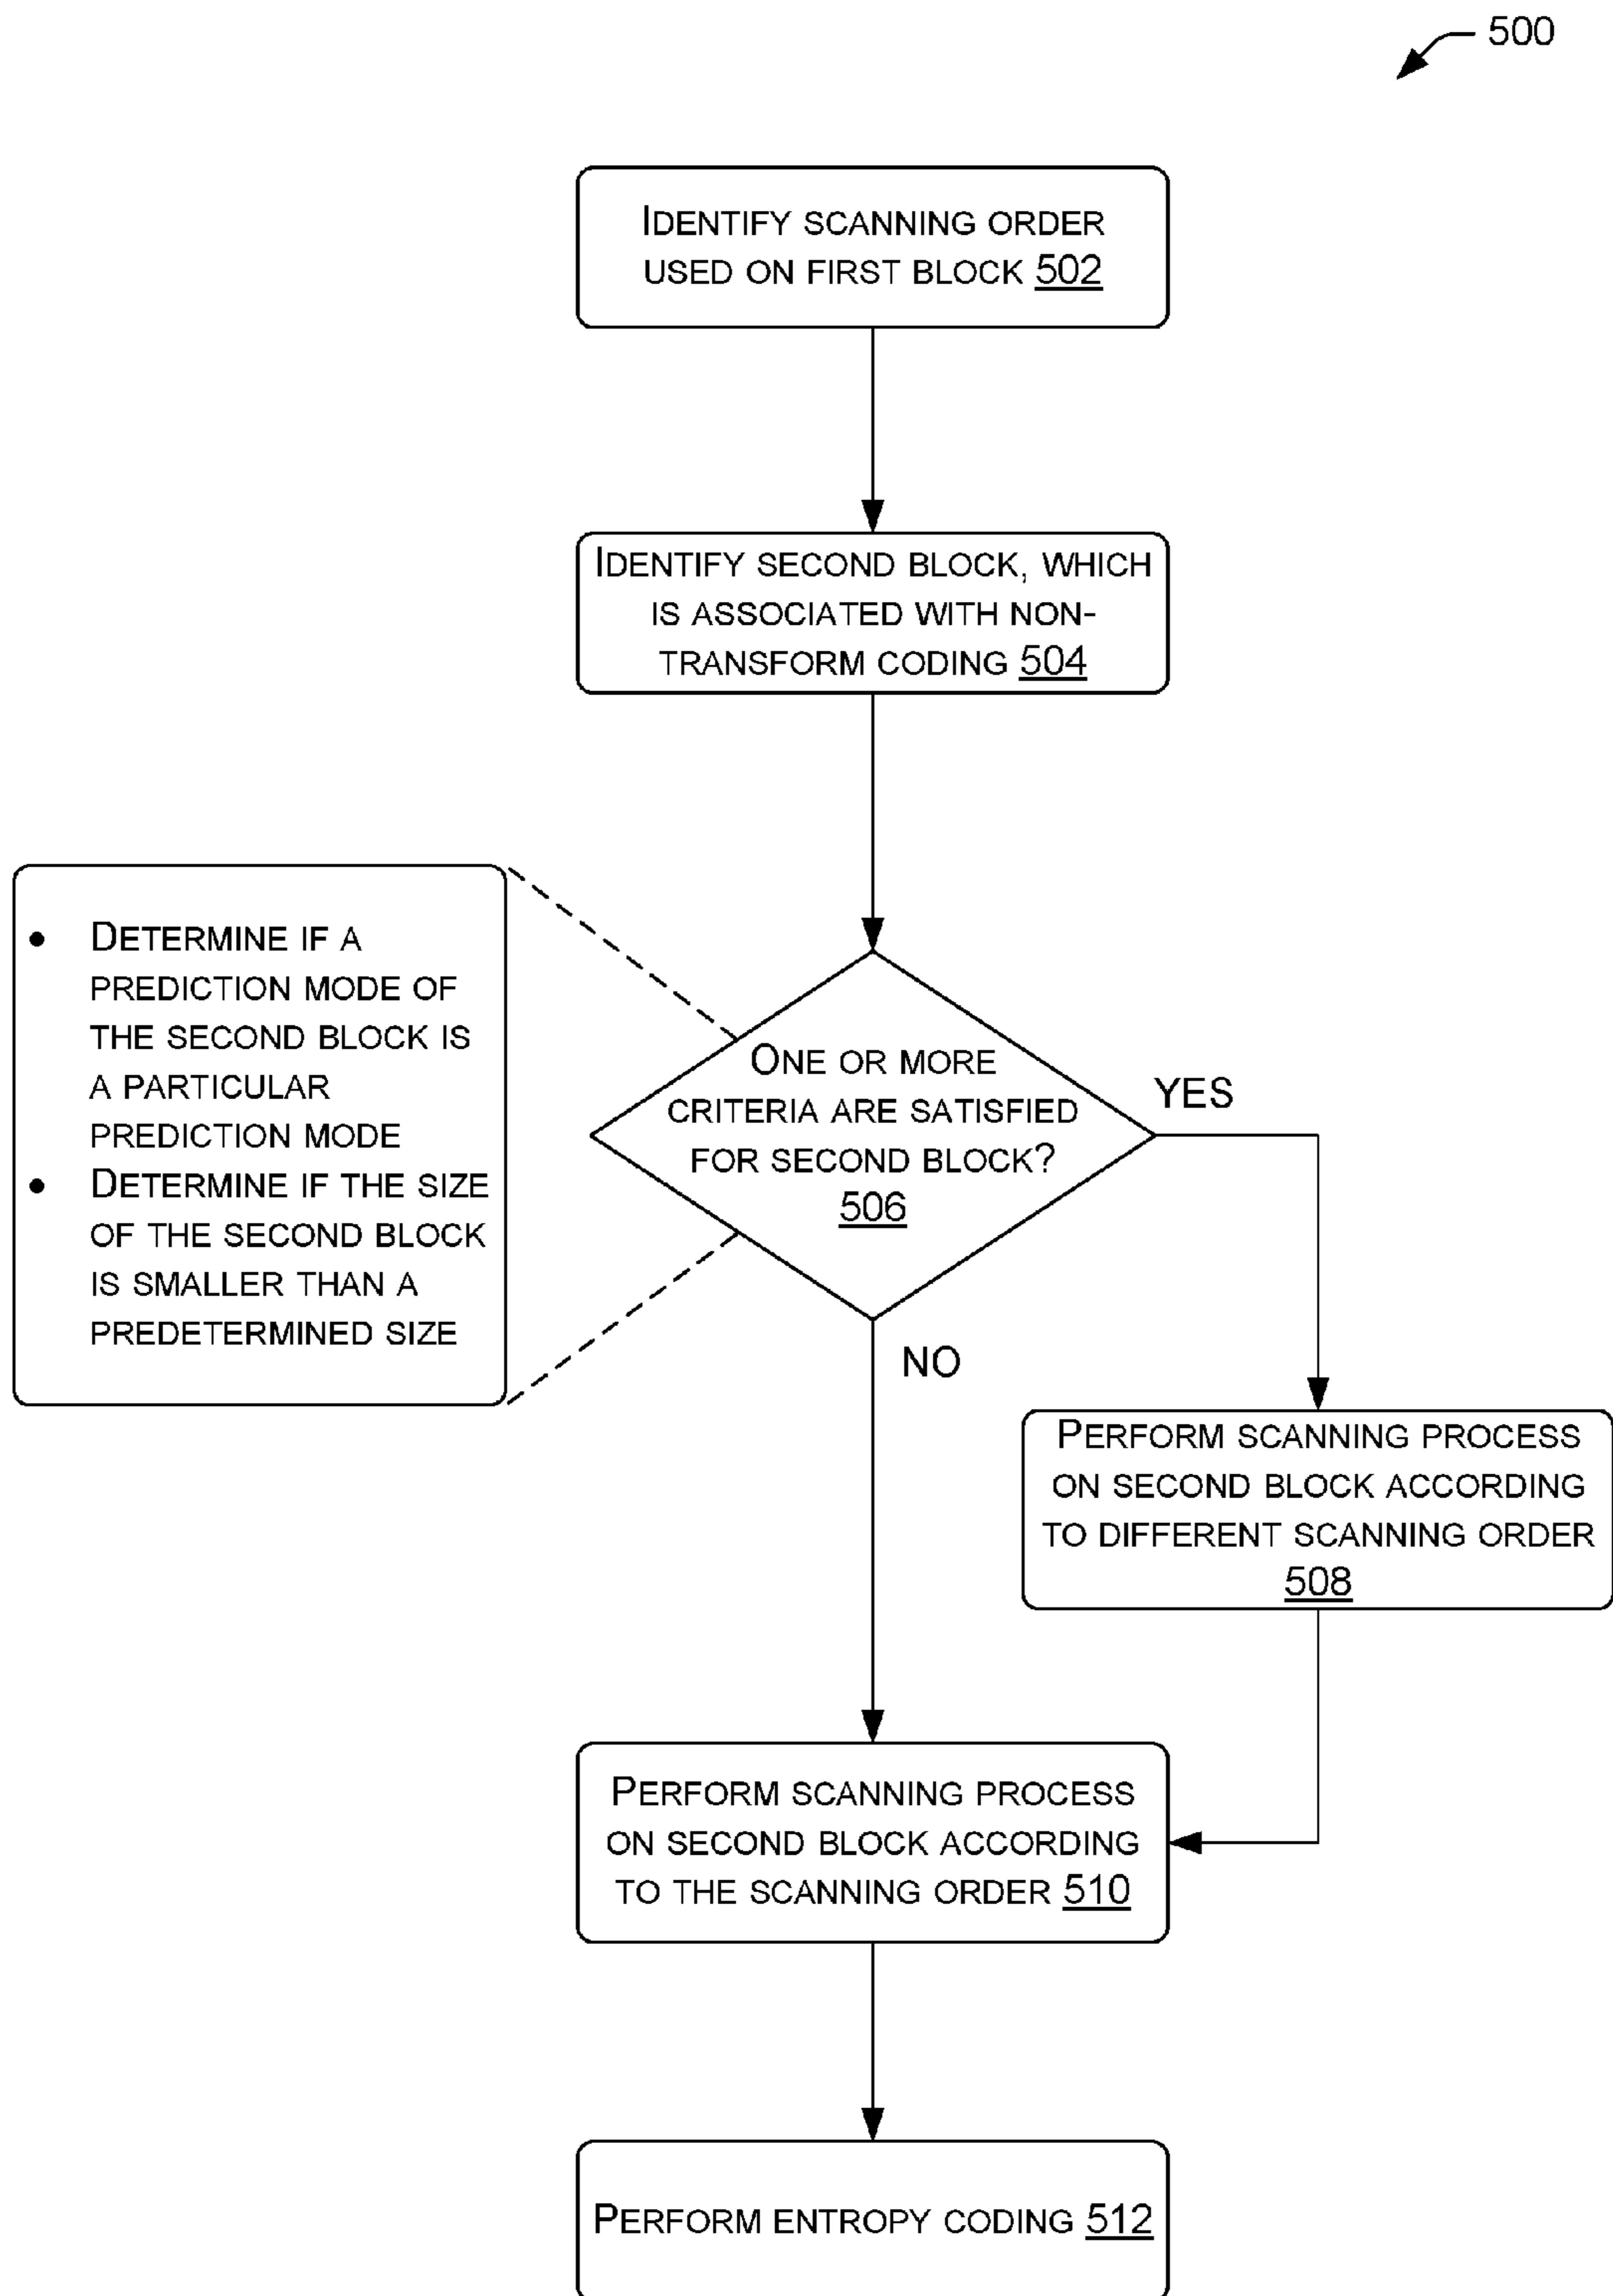 500
IDENTIFY SCANNING ORDER
USED ON FIRST BLOCK 502
IDENTIFY SECOND BLOCK, WHICH
IS ASSOCIATED WITH NON-
TRANSFORM CODING 504
• DETERMINE IF A
PREDICTION MODE OF
THE SECOND BLOCK IS
A PARTICULAR
PREDICTION MODE
• DETERMINE IF THE SIZE
OF THE SECOND BLOCK
IS SMALLER THAN A
PREDETERMINED SIZE
ONE OR MORE
CRITERIA ARE SATISFIED
FOR SECOND BLOCK?
506
YES
NO
PERFORM SCANNING PROCESS
ON SECOND BLOCK ACCORDING
TO DIFFERENT SCANNING ORDER
508
PERFORM SCANNING PROCESS
ON SECOND BLOCK ACCORDING
TO THE SCANNING ORDER 510
PERFORM ENTROPY CODING 512